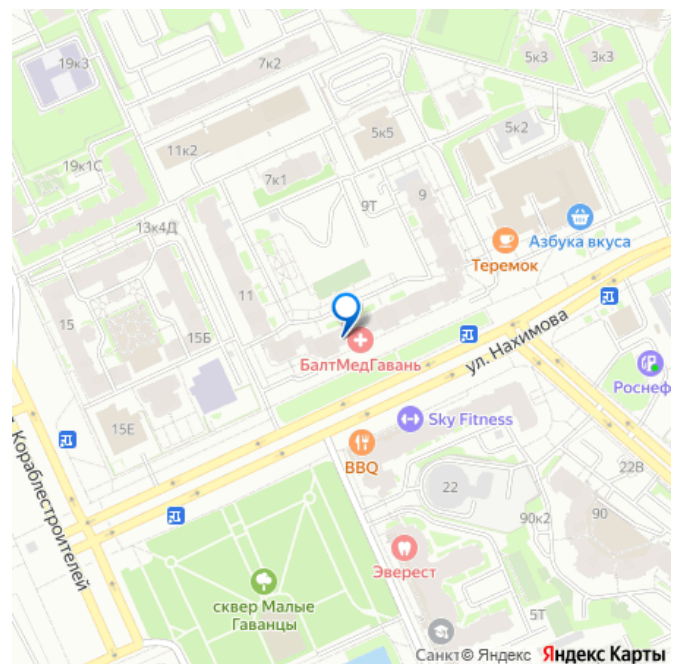 19к3
7к2
5к3
3к3
5к2
5к5
11к2
19к1С
7к1
9
9Т
13к4Д
Азбука вкуса
Теремок
11
15
15Б
ул. Нахимова
БалтМедГавань
Роснеф
15Е
Sky Fitness
Кораблестроителей
BBQ
22В
22
90
90к2
Эверест
сквер Малые
Гаванцы
5Т
Санкт
© Яндекс
Яндекс Карты